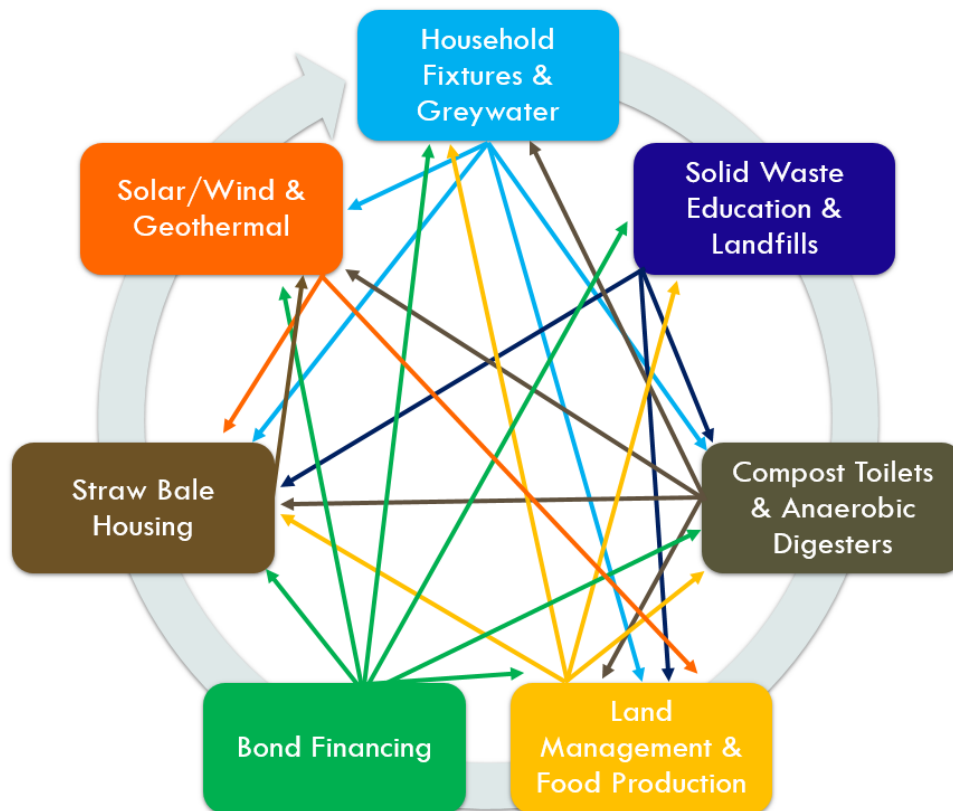 Household
Fixtures &
Greywater
Solid Waste
Education &
Landfills
Compost Toilets
& Anaerobic
Digesters
Land
Management &
Food Production
Bond Financing
Straw Bale
Housing
Solar/Wind &
Geothermal